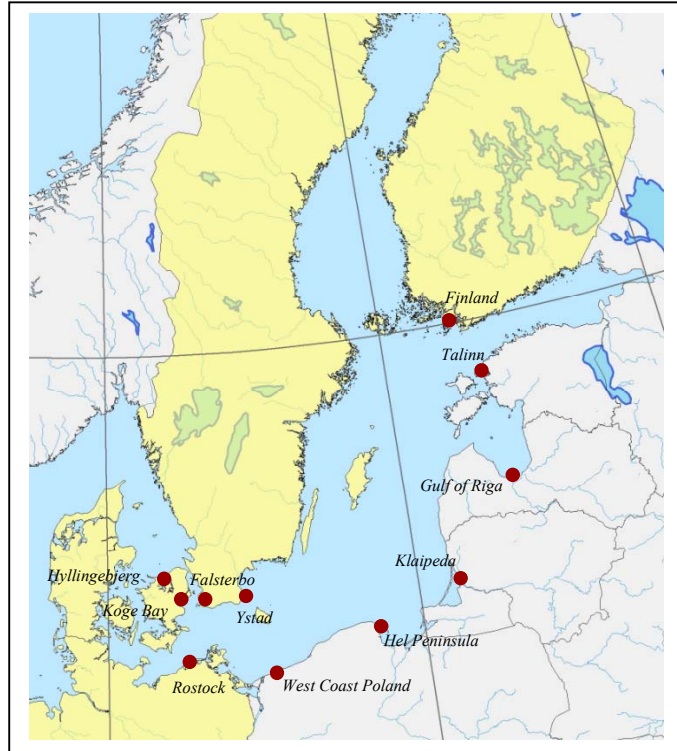 Finland
Talinn
Gulf of Riga
Klaipeda
Hyllingebjerg
Falsterbo
Koge Bay
Ystad
Hel Peninsula
Rostock
West Coast Poland